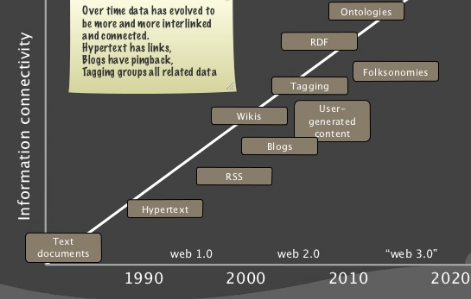 Over time data has evolved to
be more and more interlinked
and connected.
Hypertext has links,
Blogs have pingback,
Tagging groups all related data
Information connectivity
Ontologies
RDF
Folksonomies
Tagging
User-
generated
content
Wikis
Blogs
RSS
Hypertext
Text
documents
web 1.0
web 2.0
“web 3.0”
1990
2000
2010
2020